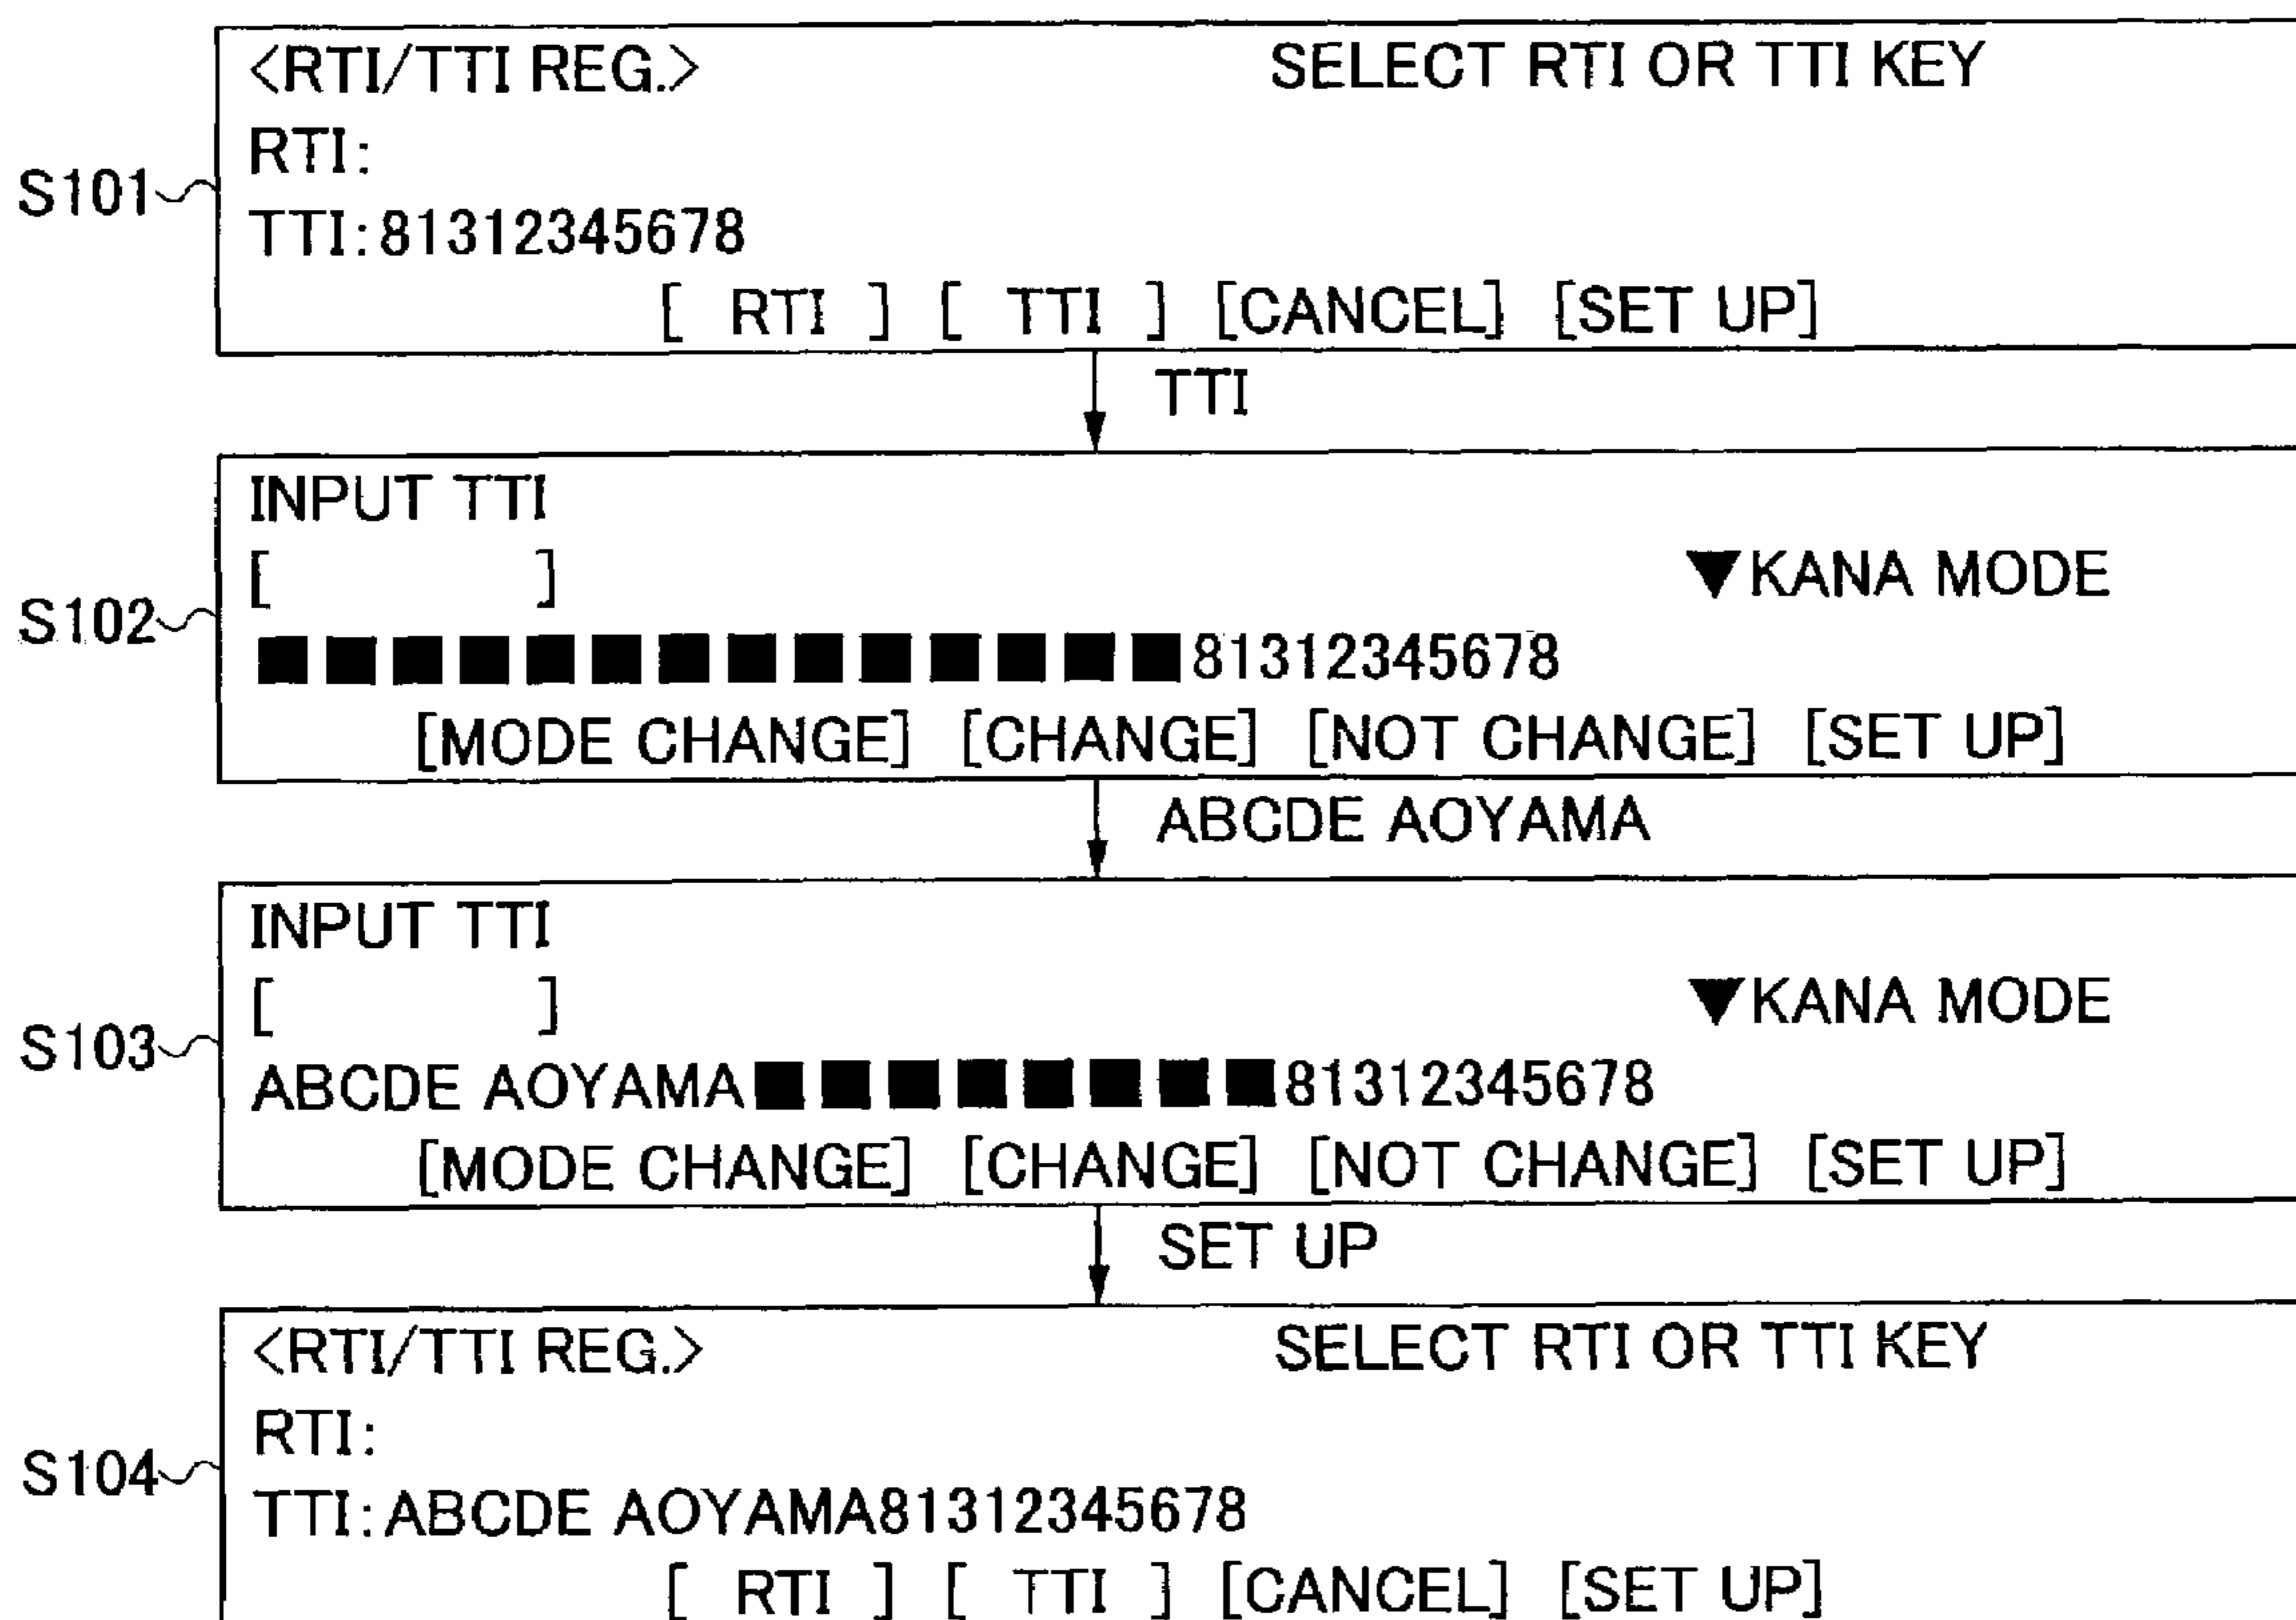 <RTI/TTI REG.> SELECT RTI OR TTI KEY
RTI:
S101
TTI:81312345678
[ RTI ] [ TTI ] [CANCEL] [SET UP]
TTI
INPUT TTI
[ ] ▼KANA MODE
S102
■■■■■■■■■■■■■■81312345678
[MODE CHANGE] [CHANGE] [NOT CHANGE] [SET UP]
ABCDE AOYAMA
INPUT TTI
[ ] ▼KANA MODE
S103
ABCDE AOYAMA■■■■■■■■81312345678
[MODE CHANGE] [CHANGE] [NOT CHANGE] [SET UP]
SET UP
<RTI/TTI REG.> SELECT RTI OR TTI KEY
RTI:
S104
TTI:ABCDE AOYAMA81312345678
[ RTI ] [ TTI ] [CANCEL] [SET UP]